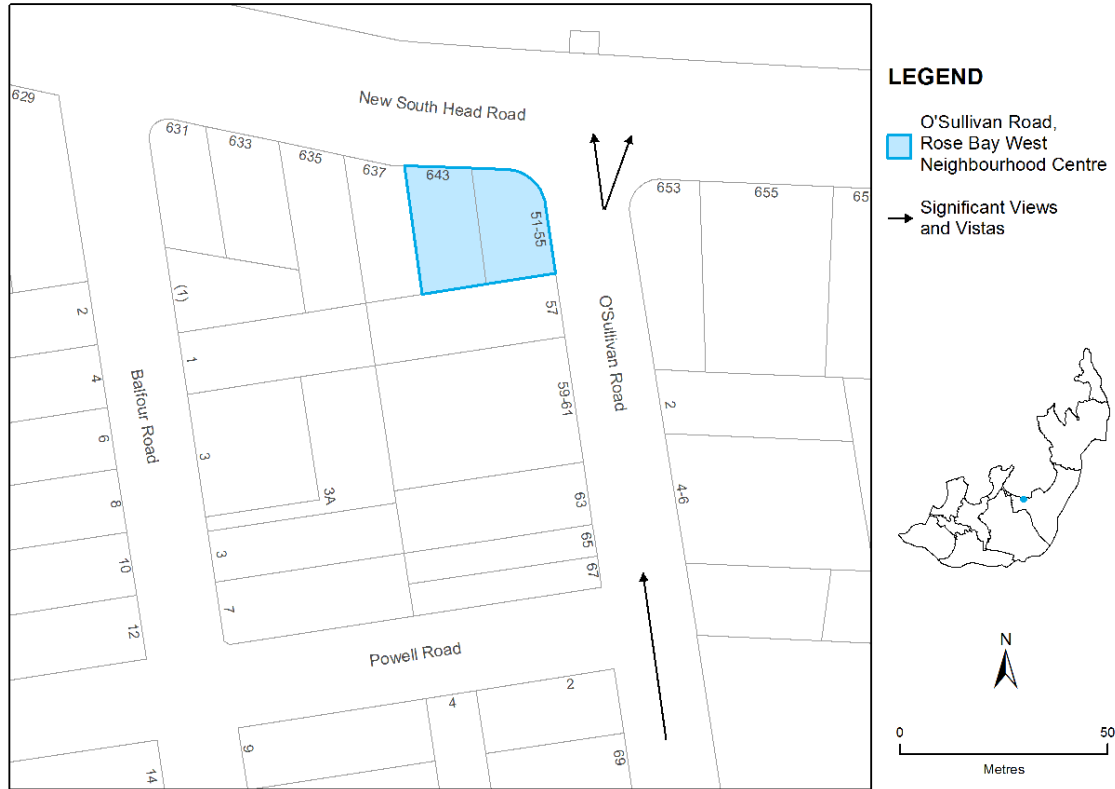 629
New South Head Road
631
633
635
637
643
51-55
653
655
65
LEGEND
O'Sullivan Road,
Rose Bay West
Neighbourhood Centre
Significant Views
and Vistas
(1)
2
1
57
O'Sullivan Road
59-61
2
4
Balfour Road
6
3
3A
8
63
4-6
65
10
3
67
12
7
Powell Road
2
4
9
69
14
N
0
50
Metres